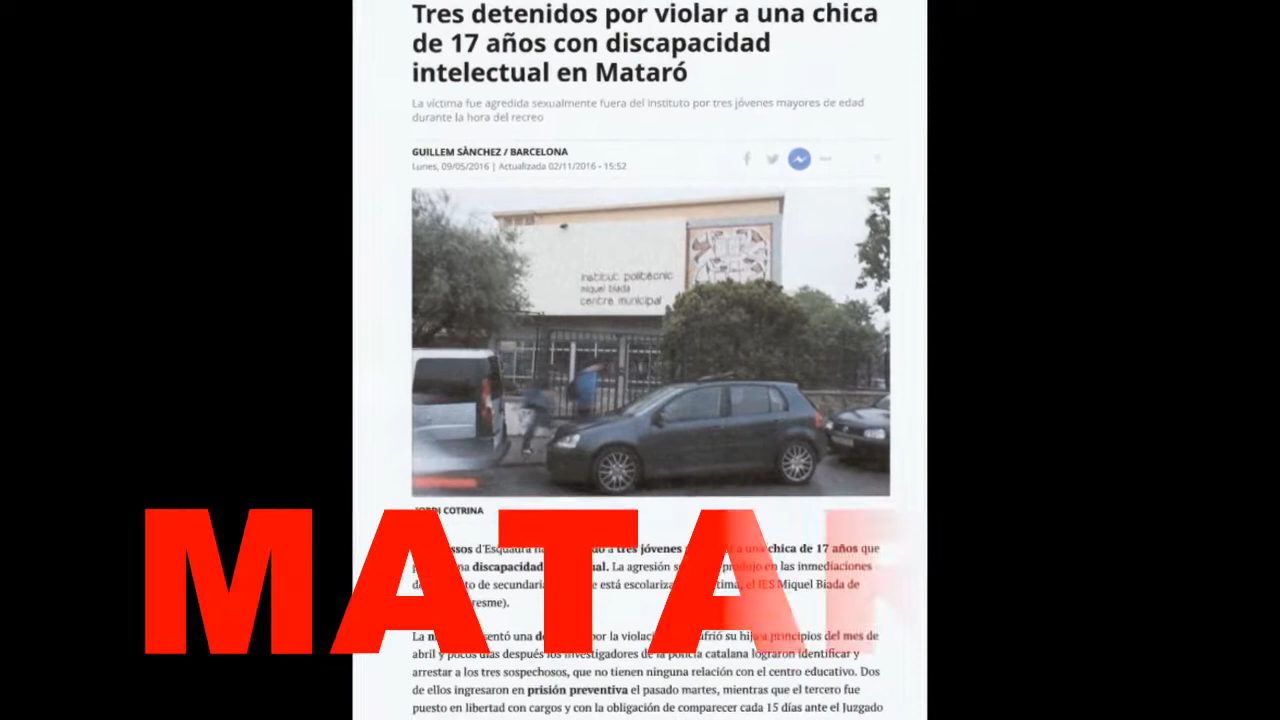 Tres detenidos por violar a una chica
de 17 años con discapacidad
intelectual en Mataró
La víctima fue agredida sexualmente fuera del instituto por tres jóvenes mayores de edad
durante la hora del recreo
GUILLEM SÀNCHEZ / BARCELONA
Lunes, 09/05/2016 | Actualizada 02/11/2016 - 15:52
institut politècnic
miquel biada
centre municipal
COTRINA
MATAR
d'Esquadra a tres jóvenes a una chica de 17 años que
una La agresión se en las inmediaciones
de secundaria está el IES Miquel Biada de
La una por la su hija a principios del mes de
abril y pocos días después los investigadores de la policía catalana lograron identificar y
arrestar a los tres sospechosos, que no tienen ninguna relación con el centro educativo. Dos
de ellos ingresaron en prisión preventiva el pasado martes, mientras que el tercero fue
puesto en libertad con cargos y con la obligación de comparecer cada 15 días ante el Juzgado